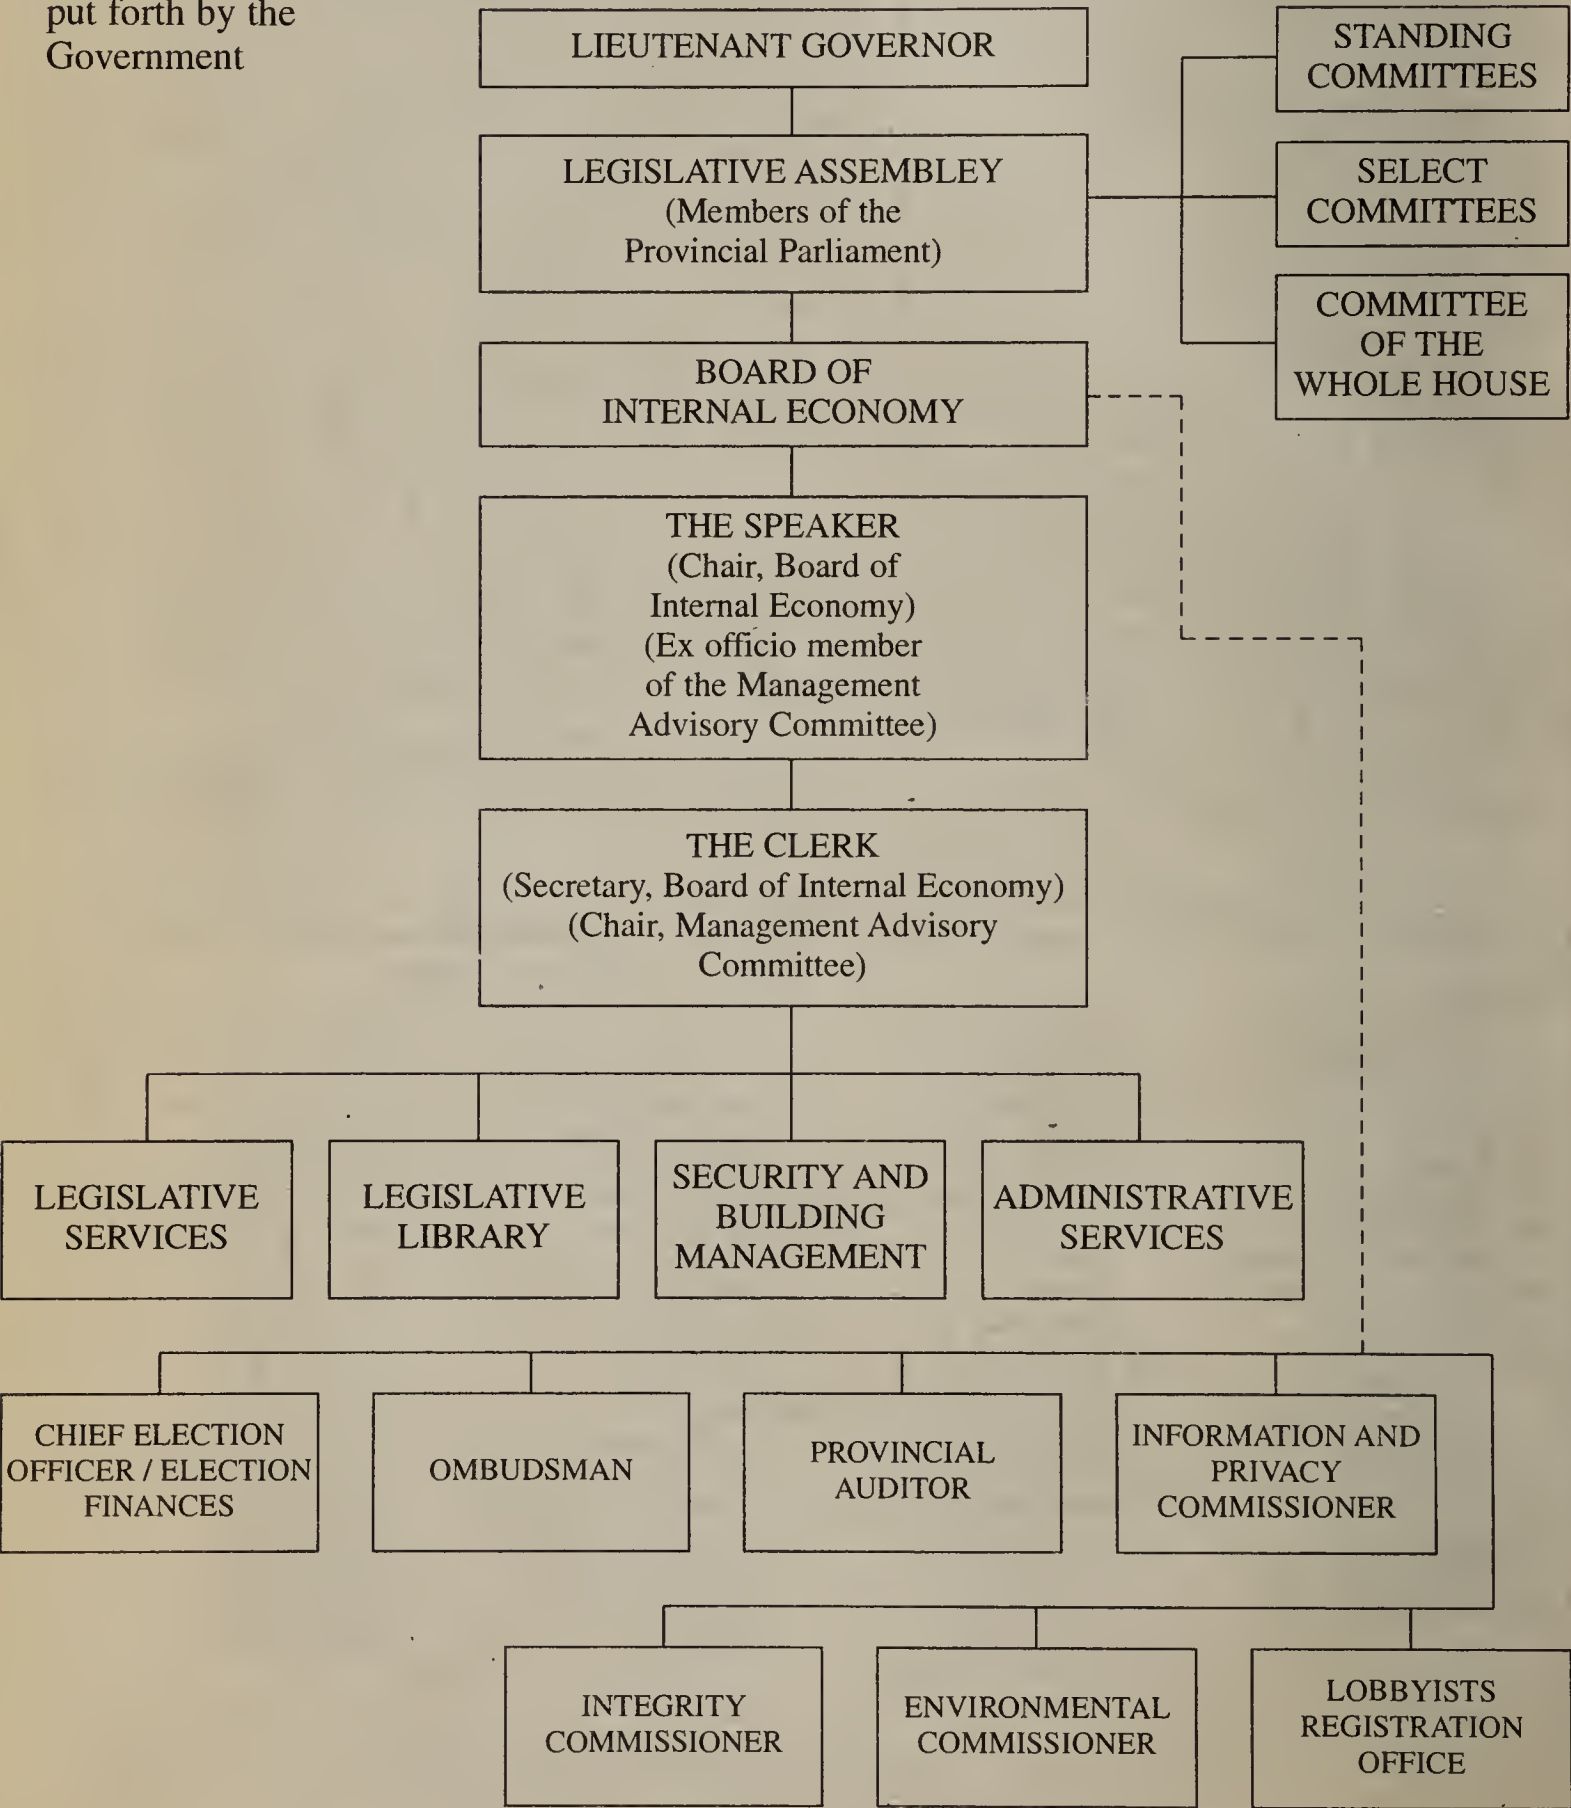 put forth by the
Government
LIEUTENANT GOVERNOR
STANDING
COMMITTEES
LEGISLATIVE ASSEMBLEY
(Members of the
Provincial Parliament)
SELECT
COMMITTEES
COMMITTEE
OF THE
WHOLE HOUSE
BOARD OF
INTERNAL ECONOMY
THE SPEAKER
(Chair, Board of
Internal Economy)
(Ex officio member
of the Management
Advisory Committee)
THE CLERK
(Secretary, Board of Internal Economy)
(Chair, Management Advisory
Committee)
LEGISLATIVE
SERVICES
LEGISLATIVE
LIBRARY
SECURITY AND
BUILDING
MANAGEMENT
ADMINISTRATIVE
SERVICES
CHIEF ELECTION
OFFICER / ELECTION
FINANCES
OMBUDSMAN
PROVINCIAL
AUDITOR
INFORMATION AND
PRIVACY
COMMISSIONER
INTEGRITY
COMMISSIONER
ENVIRONMENTAL
COMMISSIONER
LOBBYISTS
REGISTRATION
OFFICE